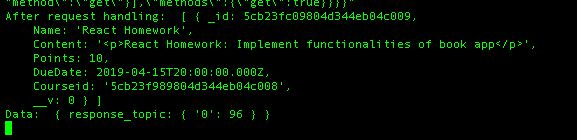 "method\":\"get\"}],\"methods\":{\"get\":true}}}}"
After request handling:  [ { _id: 5cb23fc09804d344eb04c009,
    Name: 'React Homework',
    Content: '<p>React Homework: Implement functionalities of book app</p>',
    Points: 10,
    DueDate: 2019-04-15T20:00:00.000Z,
    Courseid: '5cb23f989804d344eb04c008',
    __v: 0 } ]
Data:  { response_topic: { '0': 96 } }